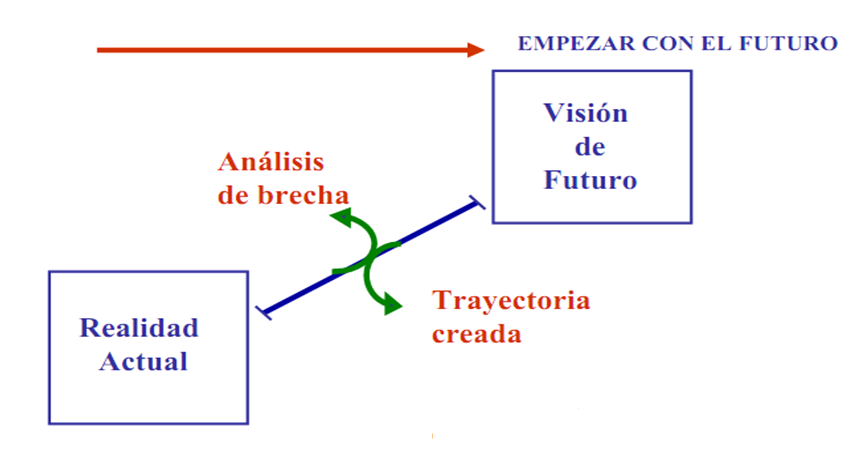 EMPEZAR CON EL FUTURO
Visión
de
Futuro
Análisis
de brecha
Trayectoria
creada
Realidad
Actual